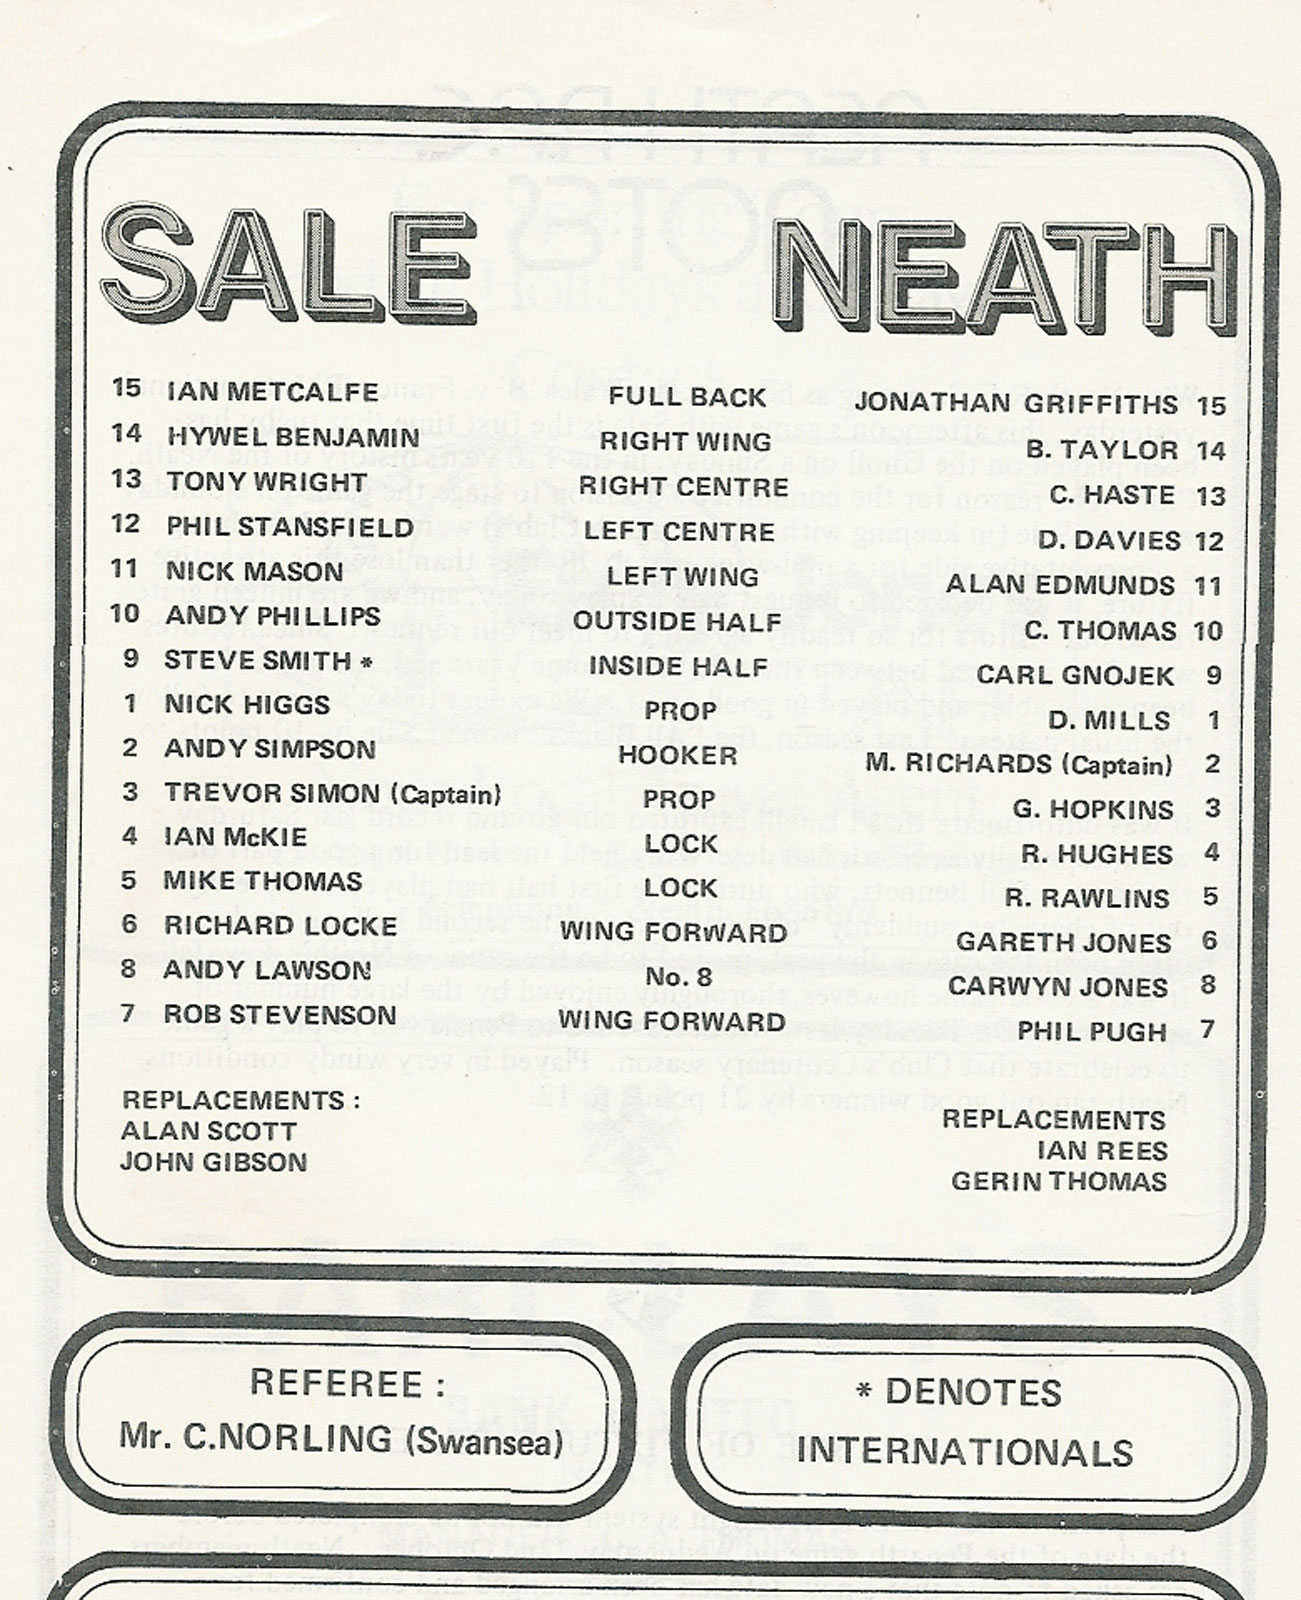 SALE NEATH
15 IAN METCALFE FULL BACK JONATHAN GRIFFITHS 15
14 HYWEL BENJAMIN RIGHT WING B. TAYLOR 14
13 TONY WRIGHT RIGHT CENTRE C. HASTE 13
12 PHIL STANSFIELD LEFT CENTRE D. DAVIES 12
11 NICK MASON LEFT WING ALAN EDMUNDS 11
10 ANDY PHILLIPS OUTSIDE HALF C. THOMAS 10
9 STEVE SMITH * INSIDE HALF CARL GNOJEK 9
1 NICK HIGGS PROP D. MILLS 1
2 ANDY SIMPSON HOOKER M. RICHARDS (Captain) 2
3 TREVOR SIMON (Captain) PROP G. HOPKINS 3
4 IAN McKIE LOCK R. HUGHES 4
5 MIKE THOMAS LOCK R. RAWLINS 5
6 RICHARD LOCKE WING FORWARD GARETH JONES 6
8 ANDY LAWSON No. 8 CARWYN JONES 8
7 ROB STEVENSON WING FORWARD PHIL PUGH 7
REPLACEMENTS :
ALAN SCOTT
JOHN GIBSON
REPLACEMENTS
IAN REES
GERIN THOMAS
REFEREE :
Mr. C.NORLING (Swansea)
* DENOTES
INTERNATIONALS